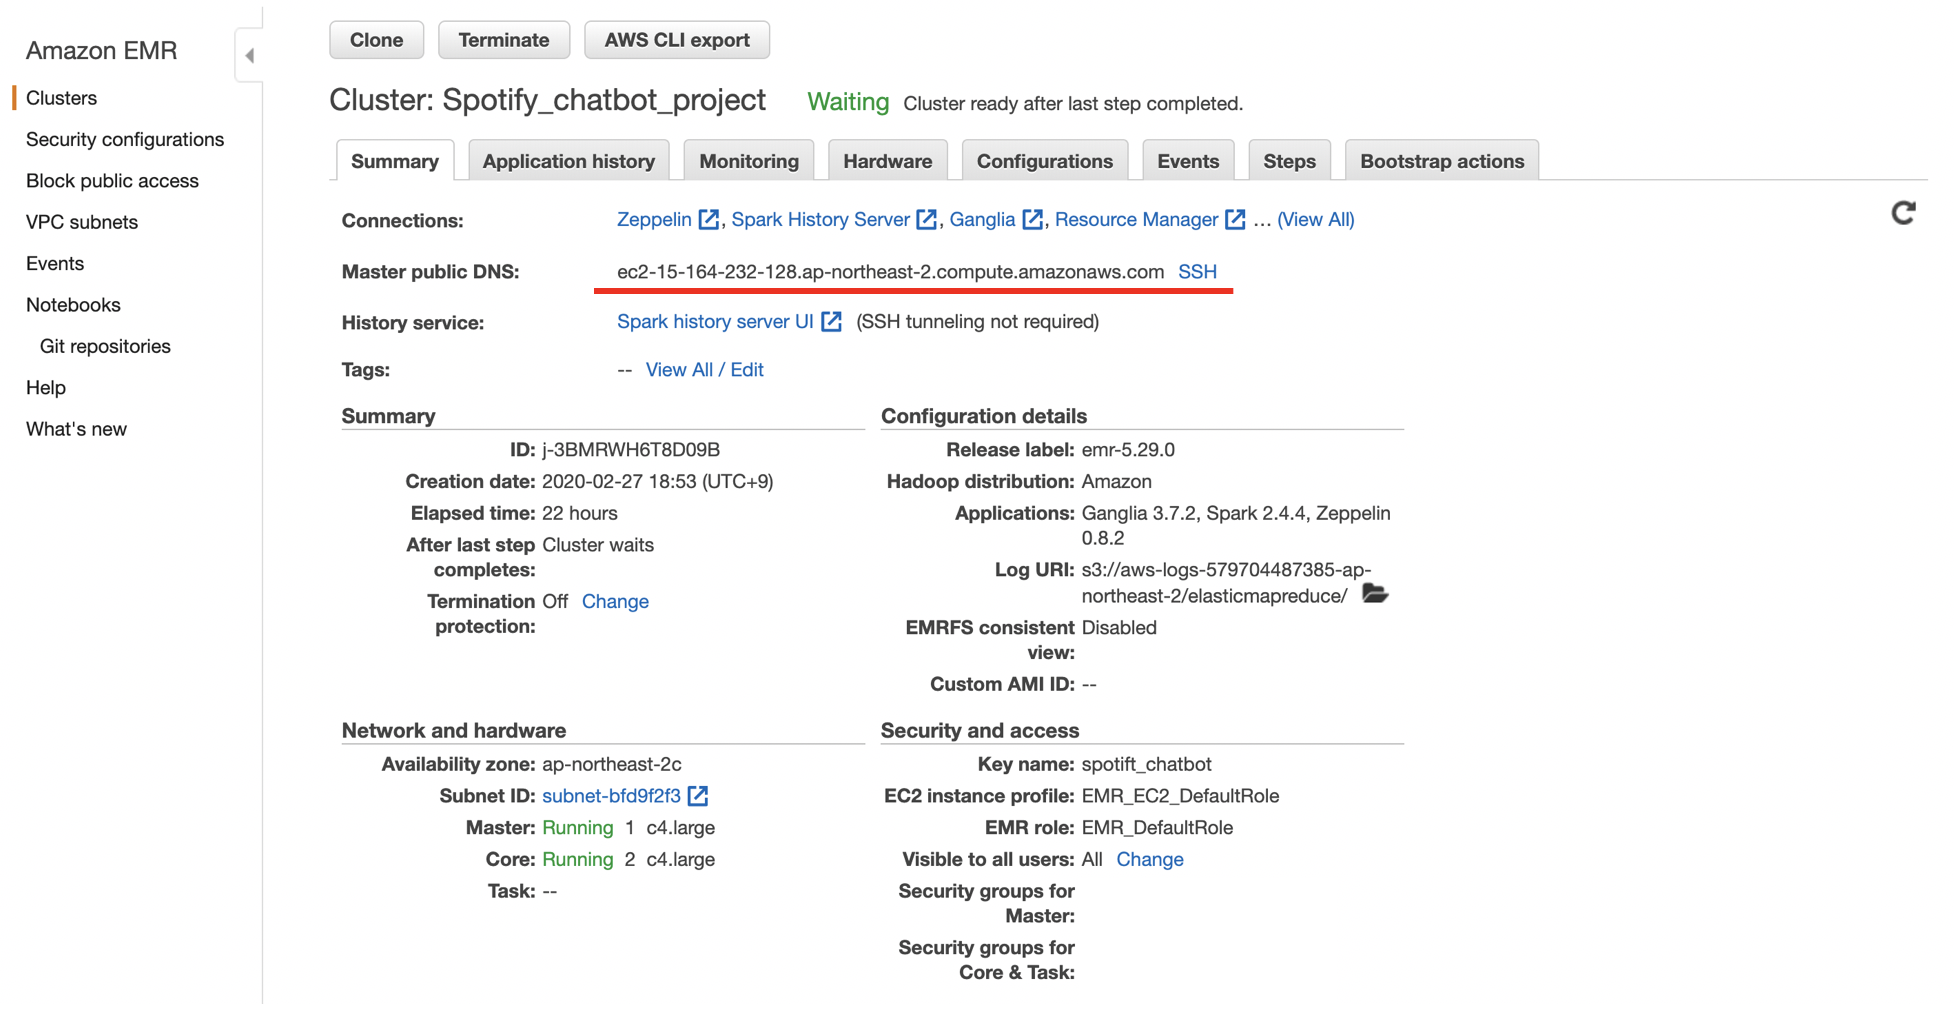 Amazon EMR
Clusters
Security configurations
Block public access
VPC subnets
Events
Notebooks
Git repositories
Help
What's new
Clone Terminate AWS CLI export
Cluster: Spotify_chatbot_project Waiting Cluster ready after last step completed.
Summary Application history Monitoring Hardware Configurations Events Steps Bootstrap actions
Connections: Zeppelin , Spark History Server , Ganglia , Resource Manager ... (View All)
Master public DNS: ec2-15-164-232-128.ap-northeast-2.compute.amazonaws.com SSH
History service: Spark history server UI (SSH tunneling not required)
Tags: -- View All / Edit
Summary
ID: j-3BMRWH6T8D09B
Creation date: 2020-02-27 18:53 (UTC+9)
Elapsed time: 22 hours
After last step Cluster waits
completes:
Termination Off Change
protection:
Configuration details
Release label: emr-5.29.0
Hadoop distribution: Amazon
Applications: Ganglia 3.7.2, Spark 2.4.4, Zeppelin
0.8.2
Log URI: s3://aws-logs-579704487385-ap-
northeast-2/elasticmapreduce/
EMRFS consistent Disabled
view:
Custom AMI ID: --
Network and hardware
Availability zone: ap-northeast-2c
Subnet ID: subnet-bfd9f2f3
Master: Running 1 c4.large
Core: Running 2 c4.large
Task: --
Security and access
Key name: spotift_chatbot
EC2 instance profile: EMR_EC2_DefaultRole
EMR role: EMR_DefaultRole
Visible to all users: All Change
Security groups for
Master:
Security groups for
Core & Task: